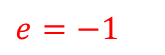 e = −1